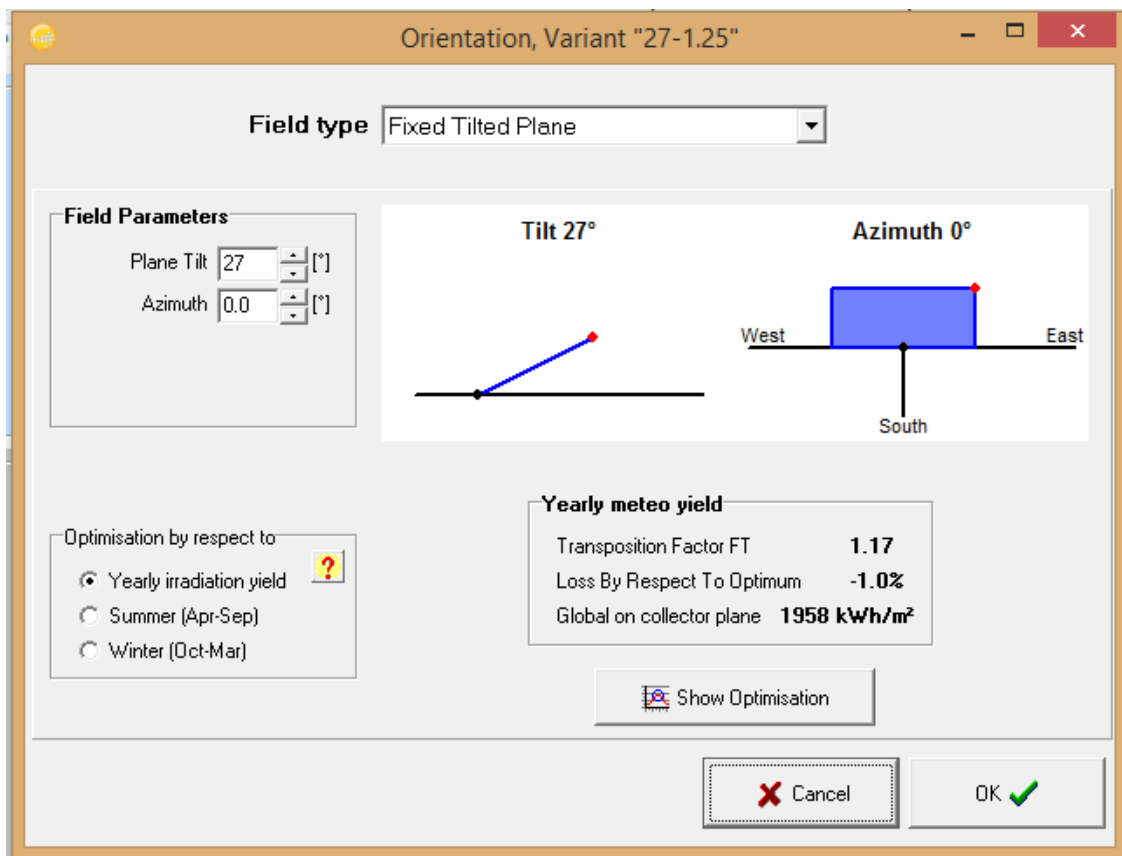 Orientation, Variant "27-1.25"
Field type Fixed Tilted Plane
Field Parameters
Plane Tilt 27 [°]
Azimuth 0.0 [°]
Tilt 27°
Azimuth 0°
West
East
South
Optimisation by respect to
?
Yearly irradiation yield
Summer (Apr-Sep)
Winter (Oct-Mar)
Yearly meteo yield
Transposition Factor FT 1.17
Loss By Respect To Optimum -1.0%
Global on collector plane 1958 kWh/m²
Show Optimisation
Cancel
OK